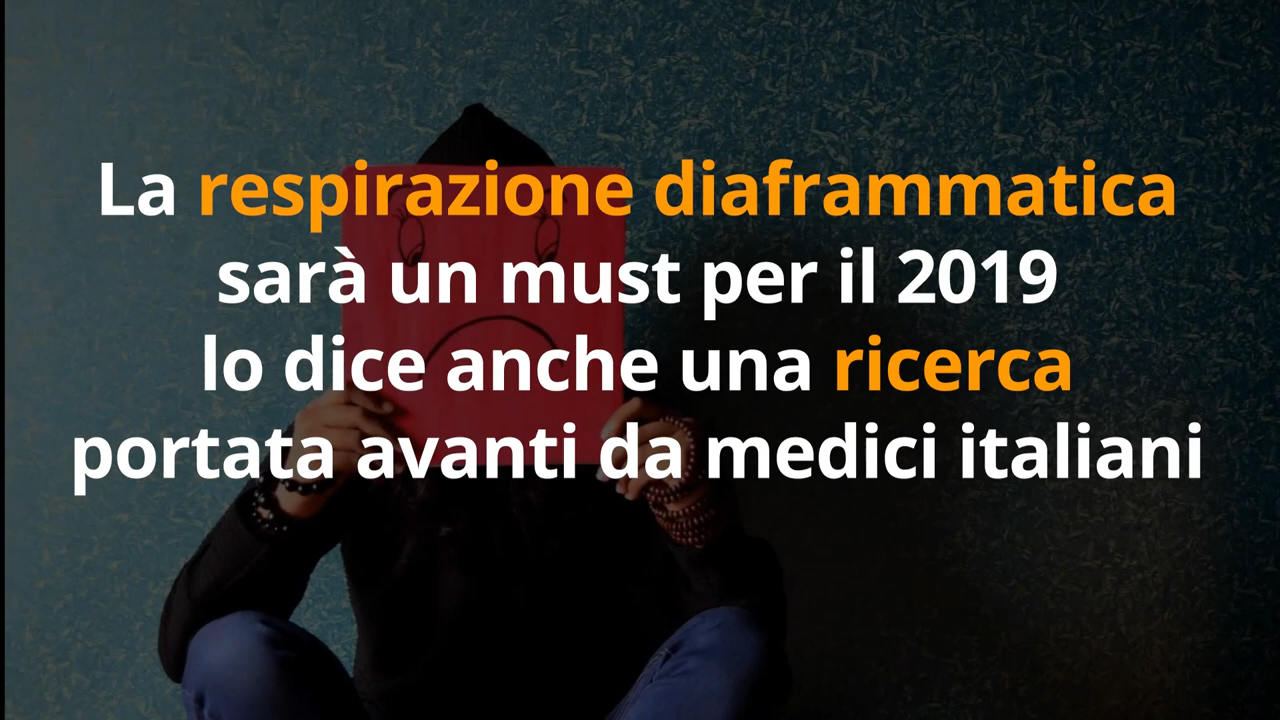 La respirazione diaframmatica
sarà un must per il 2019
lo dice anche una ricerca
portata avanti da medici italiani